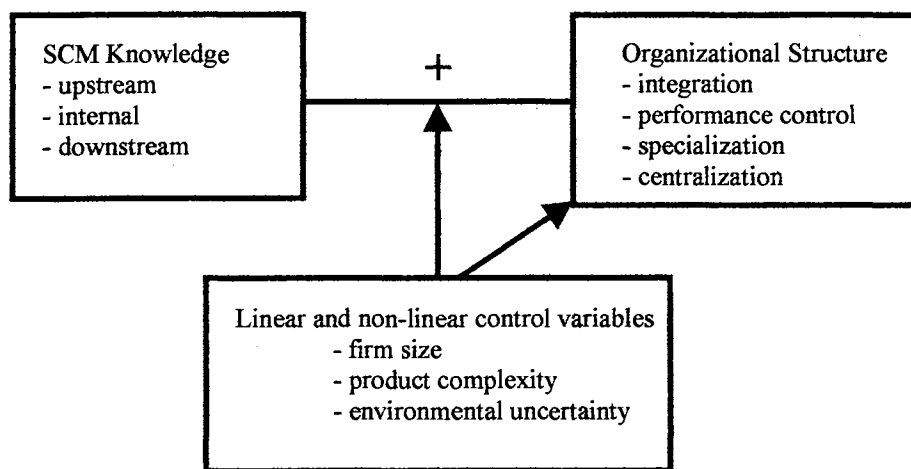 SCM Knowledge
- upstream
- internal
- downstream
+
Organizational Structure
- integration
- performance control
- specialization
- centralization
Linear and non-linear control variables
- firm size
- product complexity
- environmental uncertainty